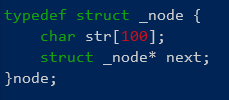 typedef struct _node {
    char str[100];
    struct _node* next;
}node;